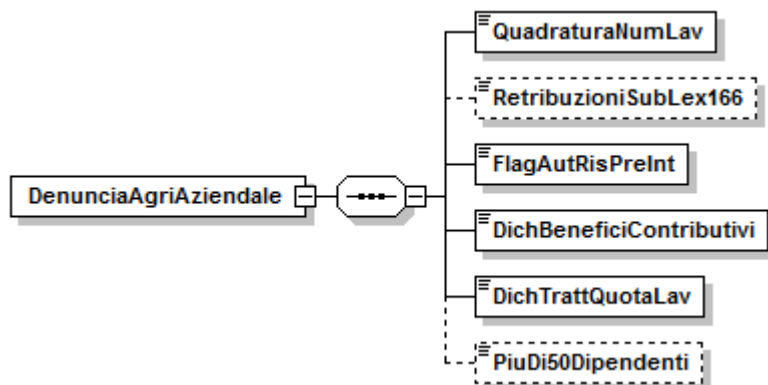 QuadraturaNumLav
RetribuzioniSubLex166
FlagAutRisPreInt
DenunciaAgriAziendale
DichBeneficiContributivi
DichTrattQuotaLav
PiuDi50Dipendenti